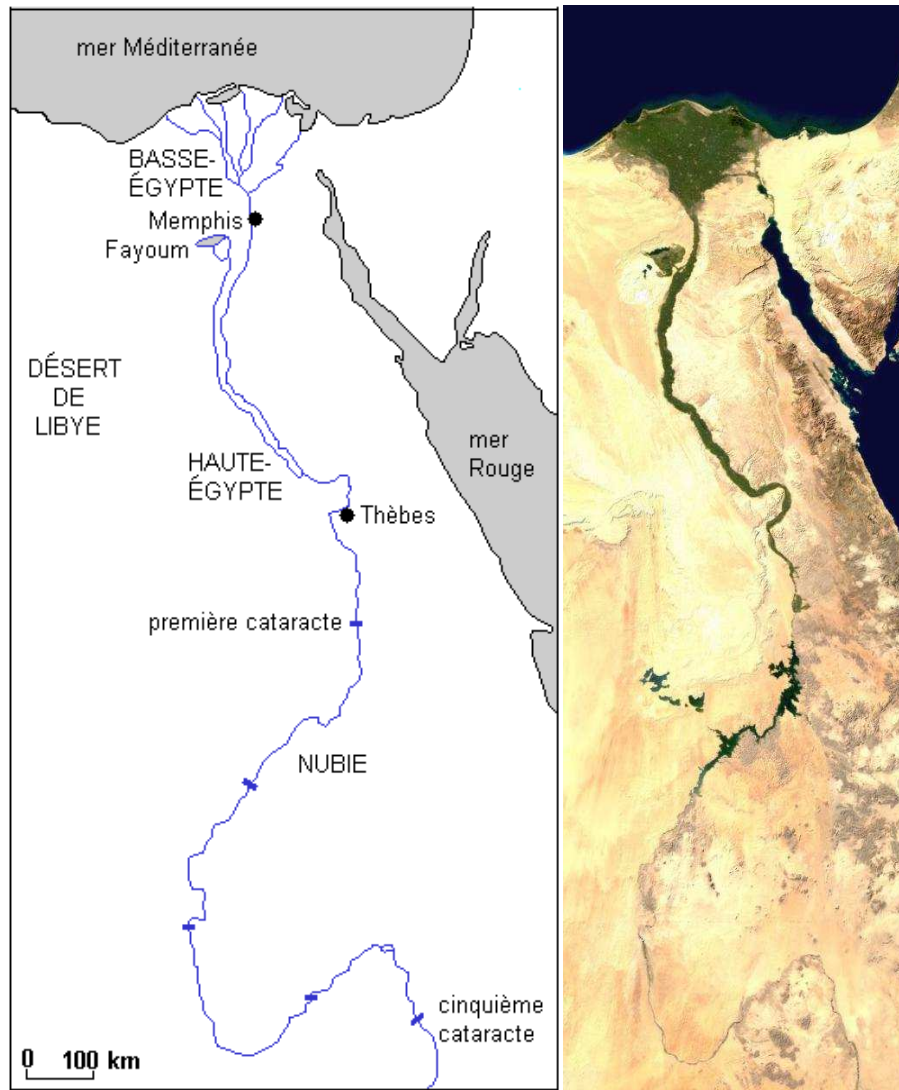 mer Méditerranée
BASSE-
ÉGYPTE
Memphis
Fayoum
DÉSERT
DE
LIBYE
HAUTE-
ÉGYPTE
mer
Rouge
Thèbes
première cataracte
NUBIE
cinquième
cataracte
0 100 km